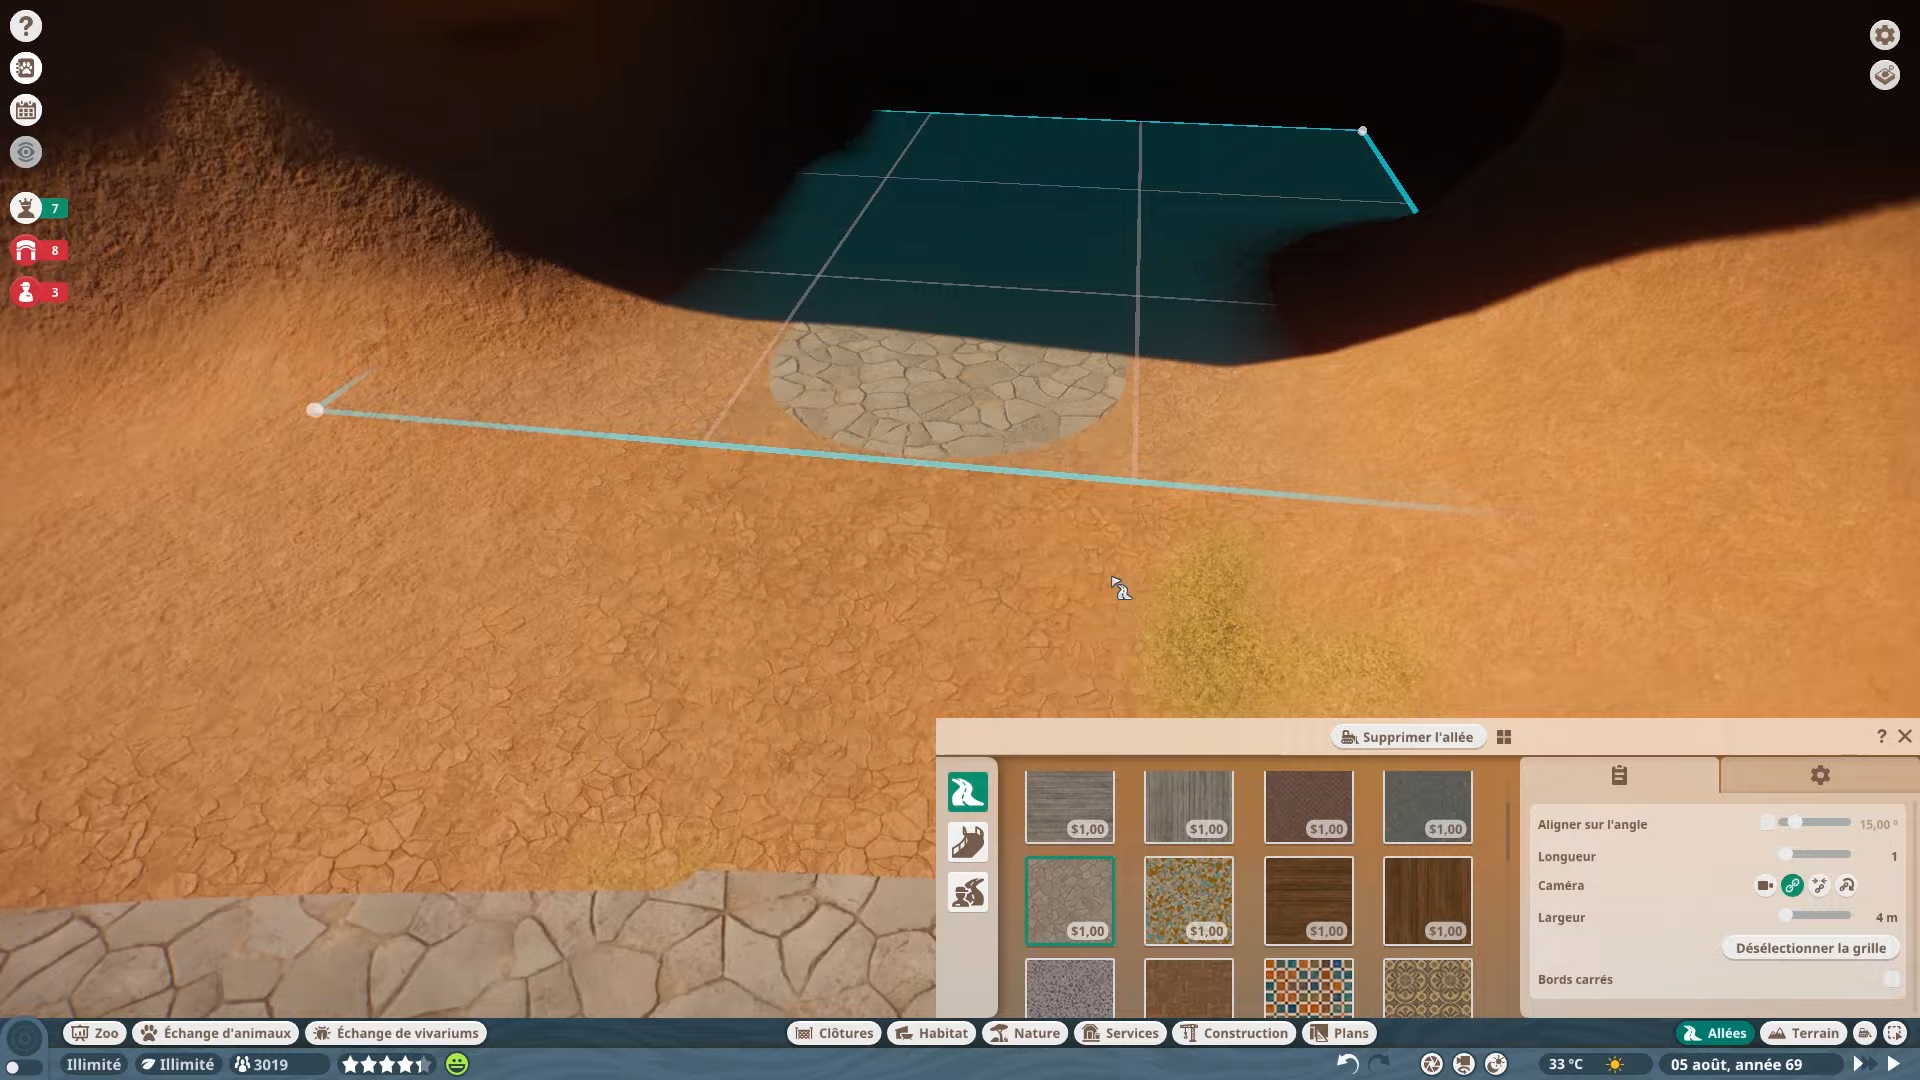 ?
7
8
3
Supprimer l'allée
?
$1,00
$1,00
$1,00
$1,00
$1,00
$1,00
$1,00
$1,00
Aligner sur l'angle
15,00 °
Longueur
1
Caméra
Largeur
4 m
Désélectionner la grille
Bords carrés
Zoo
Échange d'animaux
Échange de vivariums
Clôtures
Habitat
Nature
Services
Construction
Plans
Allées
Terrain
Illimité
Illimité
3019
33 °C
05 août, année 69